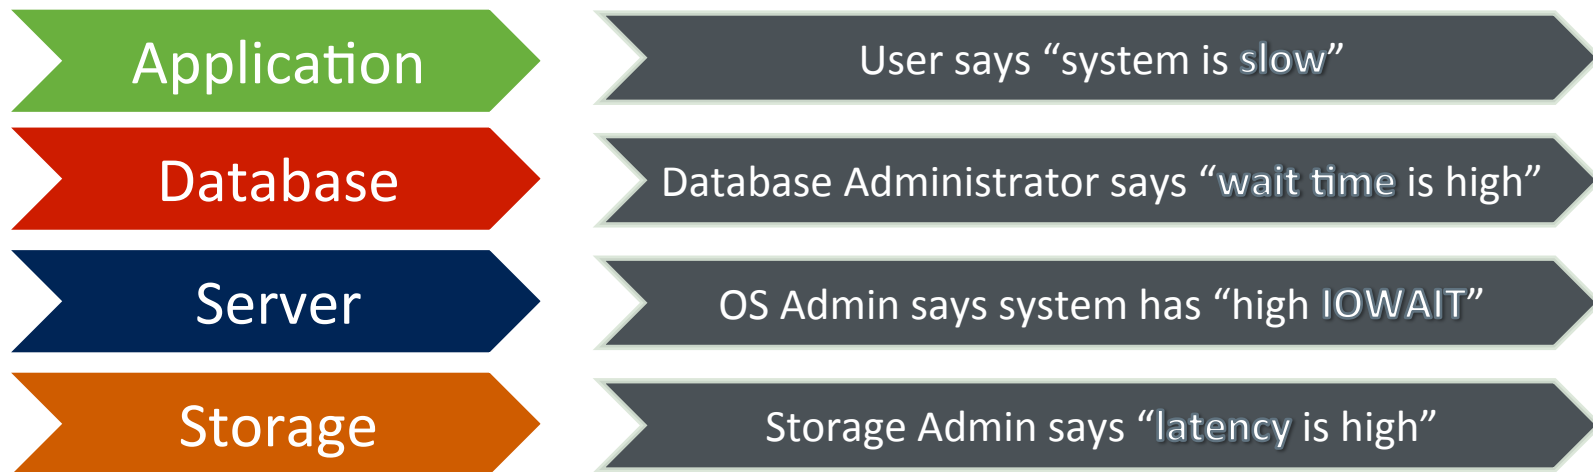 Application
User says “system is slow”
Database
Database Administrator says “wait time is high”
Server
OS Admin says system has “high IOWAIT”
Storage
Storage Admin says “latency is high”